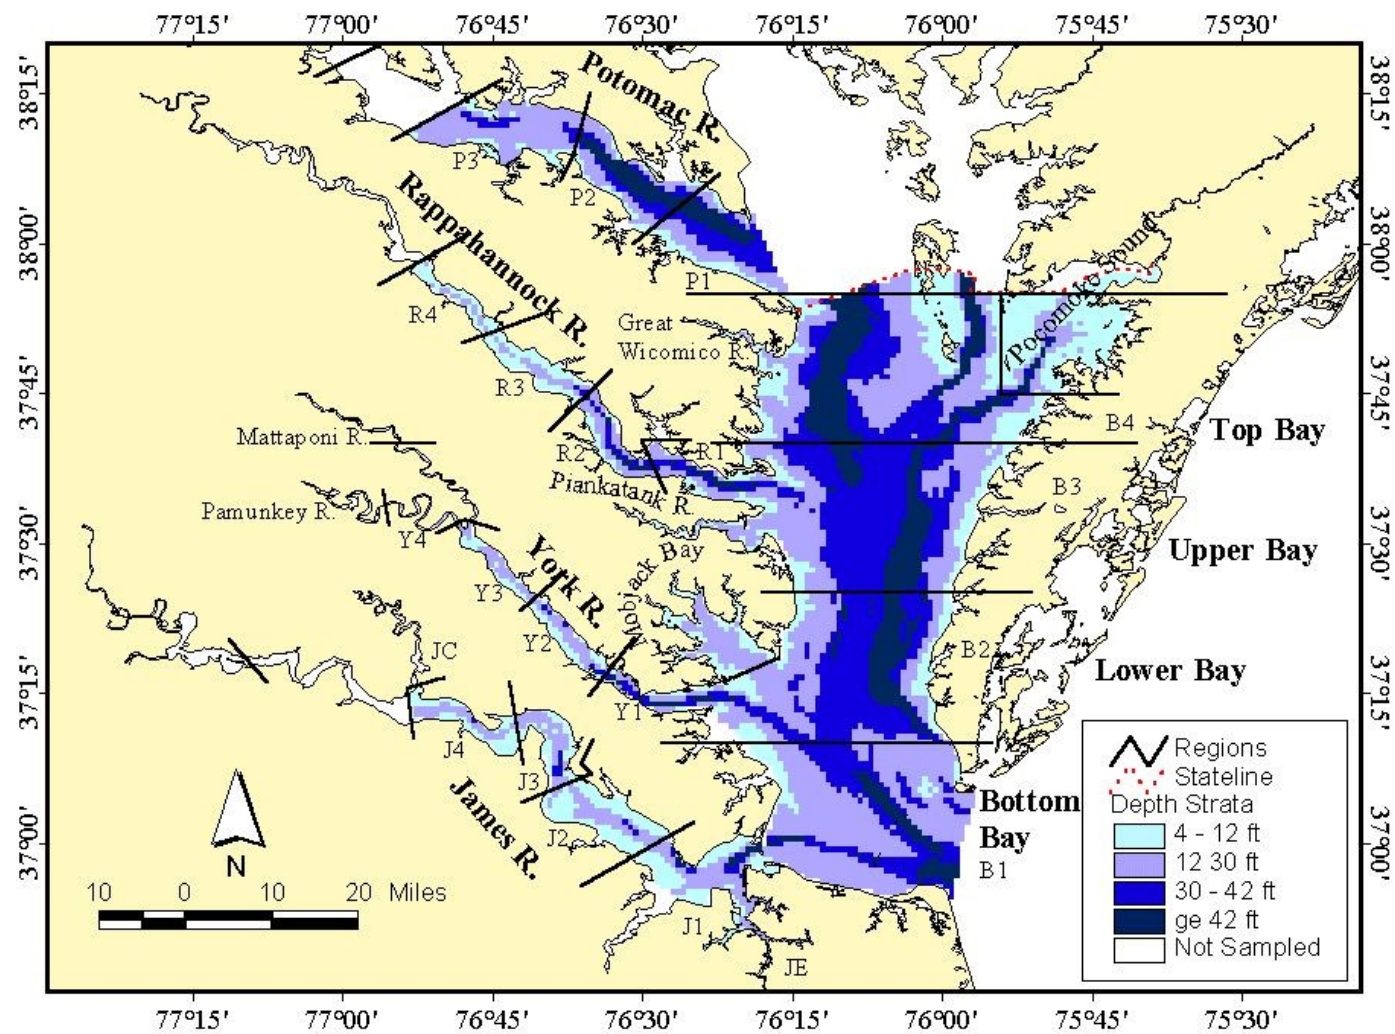 77°15' 77°00' 76°45' 76°30' 76°15' 76°00' 75°45' 75°30'
38°15'
38°00'
37°45'
37°30'
37°15'
37°00'
38°15'
38°00'
37°45'
37°30'
37°15'
37°00'
Potomac R.
P3
P2
P1
Rappahannock R.
R4
R3
R2
R1
Great
Wicomico R.
Pocomoke Sound
Piankatank R.
Mattaponi R.
Pamunkey R.
Y4
Y3
Y2
Y1
York R.
Mobjack Bay
B4
B3
B2
B1
Top Bay
Upper Bay
Lower Bay
Bottom
Bay
JC
J4
J3
J2
J1
JE
James R.
N
10 0 10 20 Miles
Regions
Stateline
Depth Strata
4 - 12 ft
12 30 ft
30 - 42 ft
ge 42 ft
Not Sampled
77°15' 77°00' 76°45' 76°30' 76°15' 76°00' 75°45' 75°30'